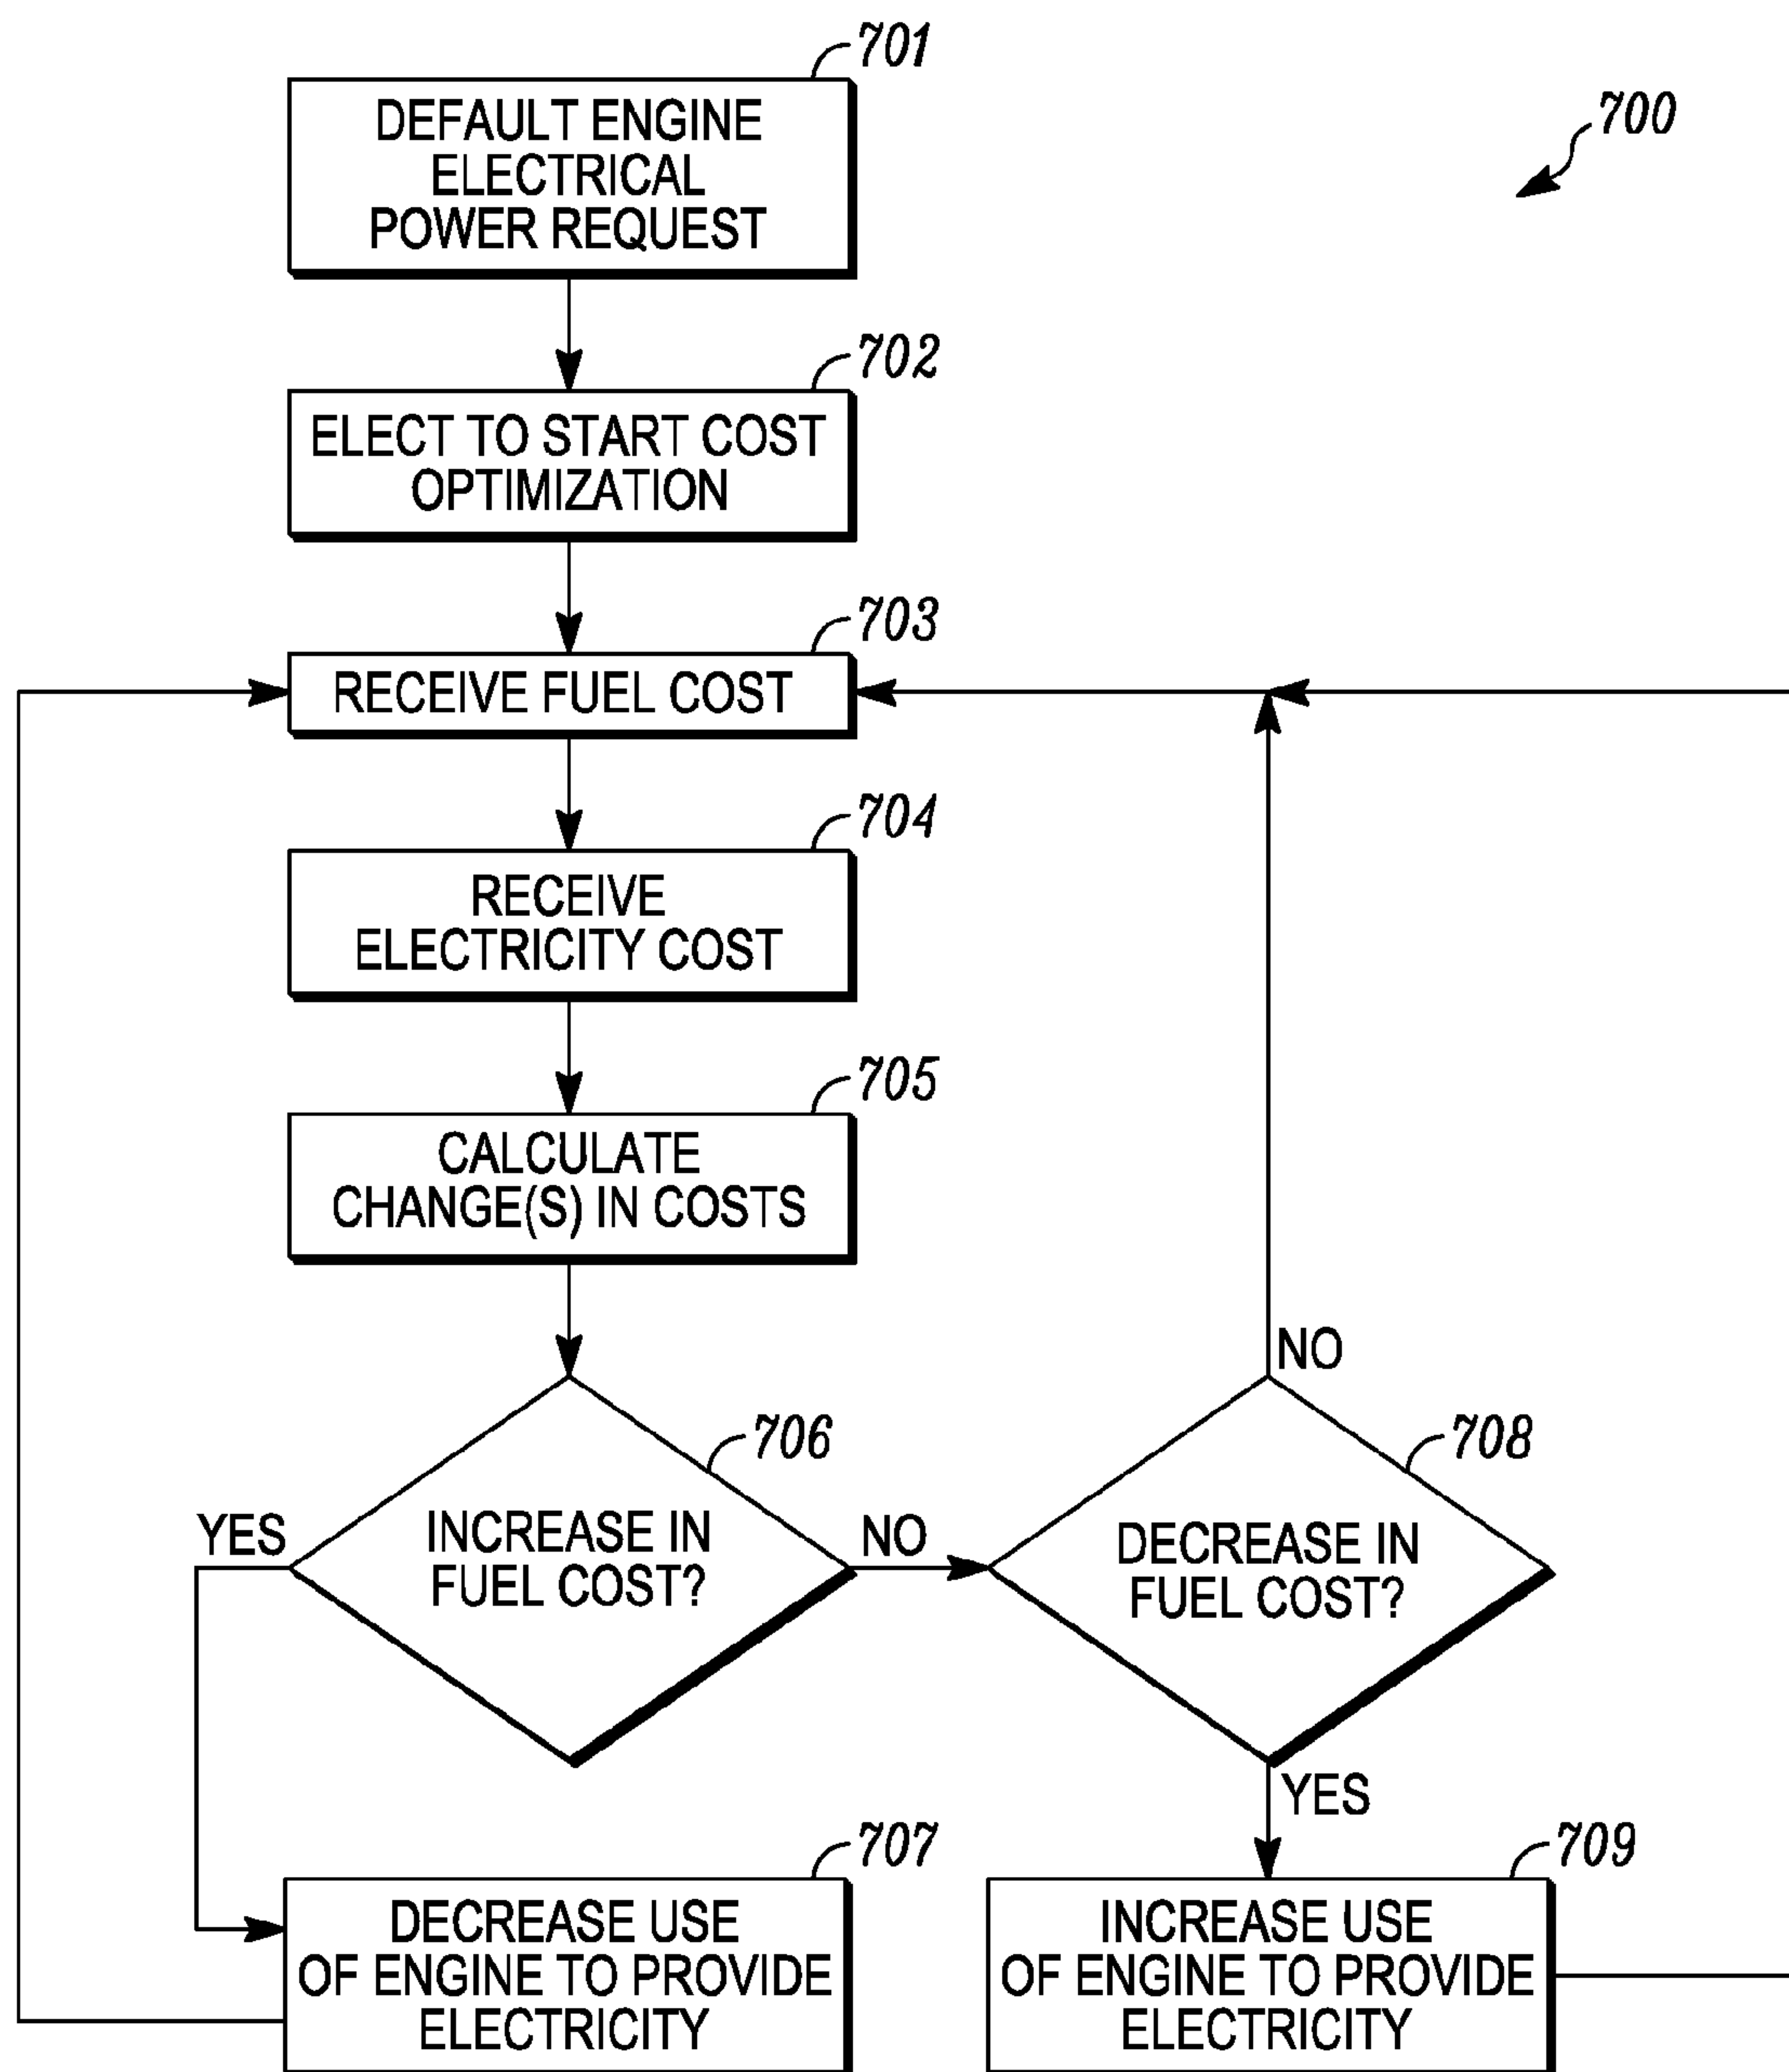 701
DEFAULT ENGINE
ELECTRICAL
POWER REQUEST
700
702
ELECT TO START COST
OPTIMIZATION
703
RECEIVE FUEL COST
704
RECEIVE
ELECTRICITY COST
705
CALCULATE
CHANGE(S) IN COSTS
706
YES
INCREASE IN
FUEL COST?
NO
708
NO
DECREASE IN
FUEL COST?
YES
707
DECREASE USE
OF ENGINE TO PROVIDE
ELECTRICITY
709
INCREASE USE
OF ENGINE TO PROVIDE
ELECTRICITY